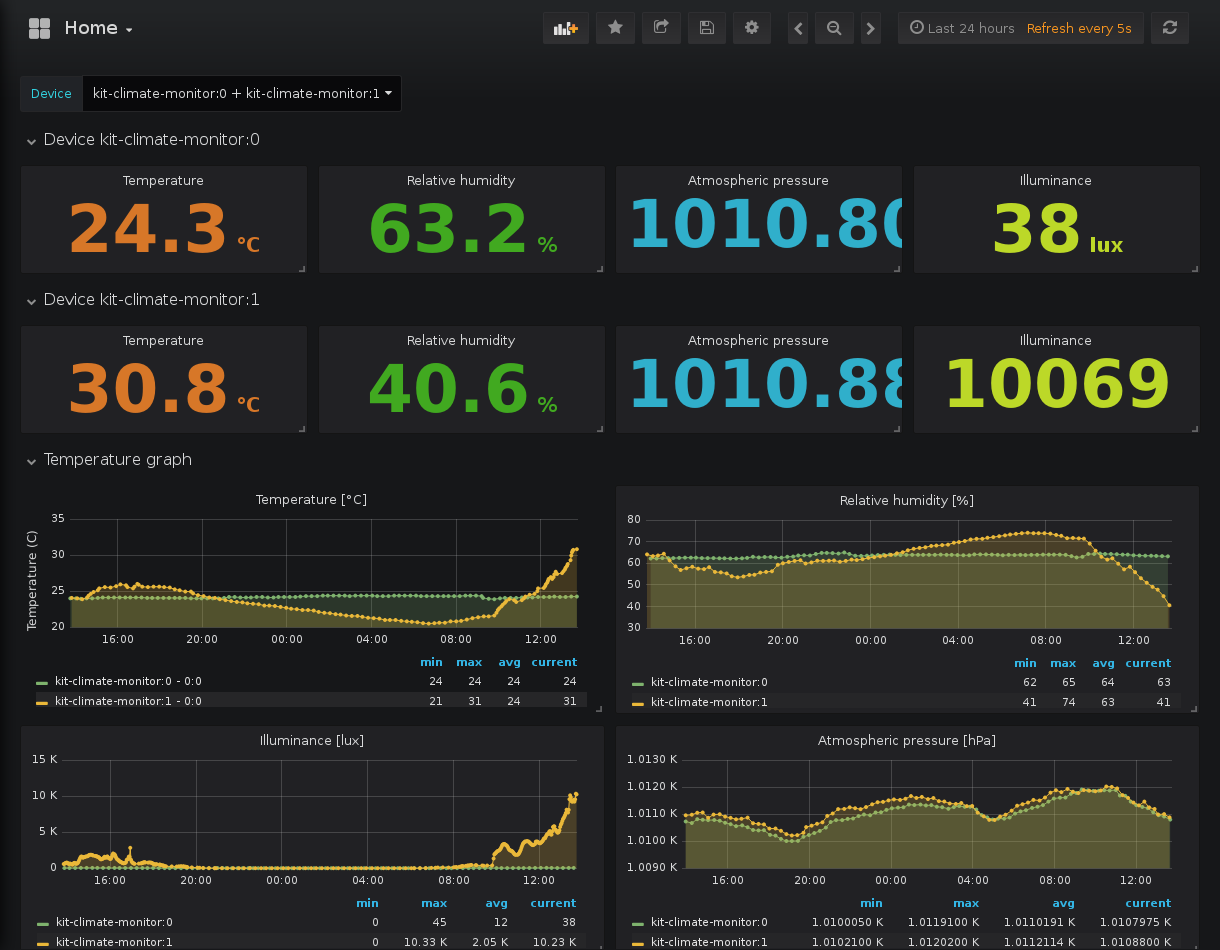 Home
Last 24 hours Refresh every 5s
Device kit-climate-monitor:0 + kit-climate-monitor:1
Device kit-climate-monitor:0
Temperature Relative humidity Atmospheric pressure Illuminance
24.3 °C 63.2 % 1010.80 38 lux
Device kit-climate-monitor:1
Temperature Relative humidity Atmospheric pressure Illuminance
30.8 °C 40.6 % 1010.88 10069
Temperature graph
Temperature [°C]
Temperature (C)
35
30
25
20
16:00 20:00 00:00 04:00 08:00 12:00
min max avg current
kit-climate-monitor:0 - 0:0 24 24 24 24
kit-climate-monitor:1 - 0:0 21 31 24 31
Relative humidity [%]
80
70
60
50
40
30
16:00 20:00 00:00 04:00 08:00 12:00
min max avg current
kit-climate-monitor:0 62 65 64 63
kit-climate-monitor:1 41 74 63 41
Illuminance [lux]
15 K
10 K
5 K
0
16:00 20:00 00:00 04:00 08:00 12:00
min max avg current
kit-climate-monitor:0 0 45 12 38
kit-climate-monitor:1 0 10.33 K 2.05 K 10.23 K
Atmospheric pressure [hPa]
1.0130 K
1.0120 K
1.0110 K
1.0100 K
1.0090 K
16:00 20:00 00:00 04:00 08:00 12:00
min max avg current
kit-climate-monitor:0 1.0100050 K 1.0119100 K 1.0110191 K 1.0107975 K
kit-climate-monitor:1 1.0102100 K 1.0120200 K 1.0112114 K 1.0108800 K